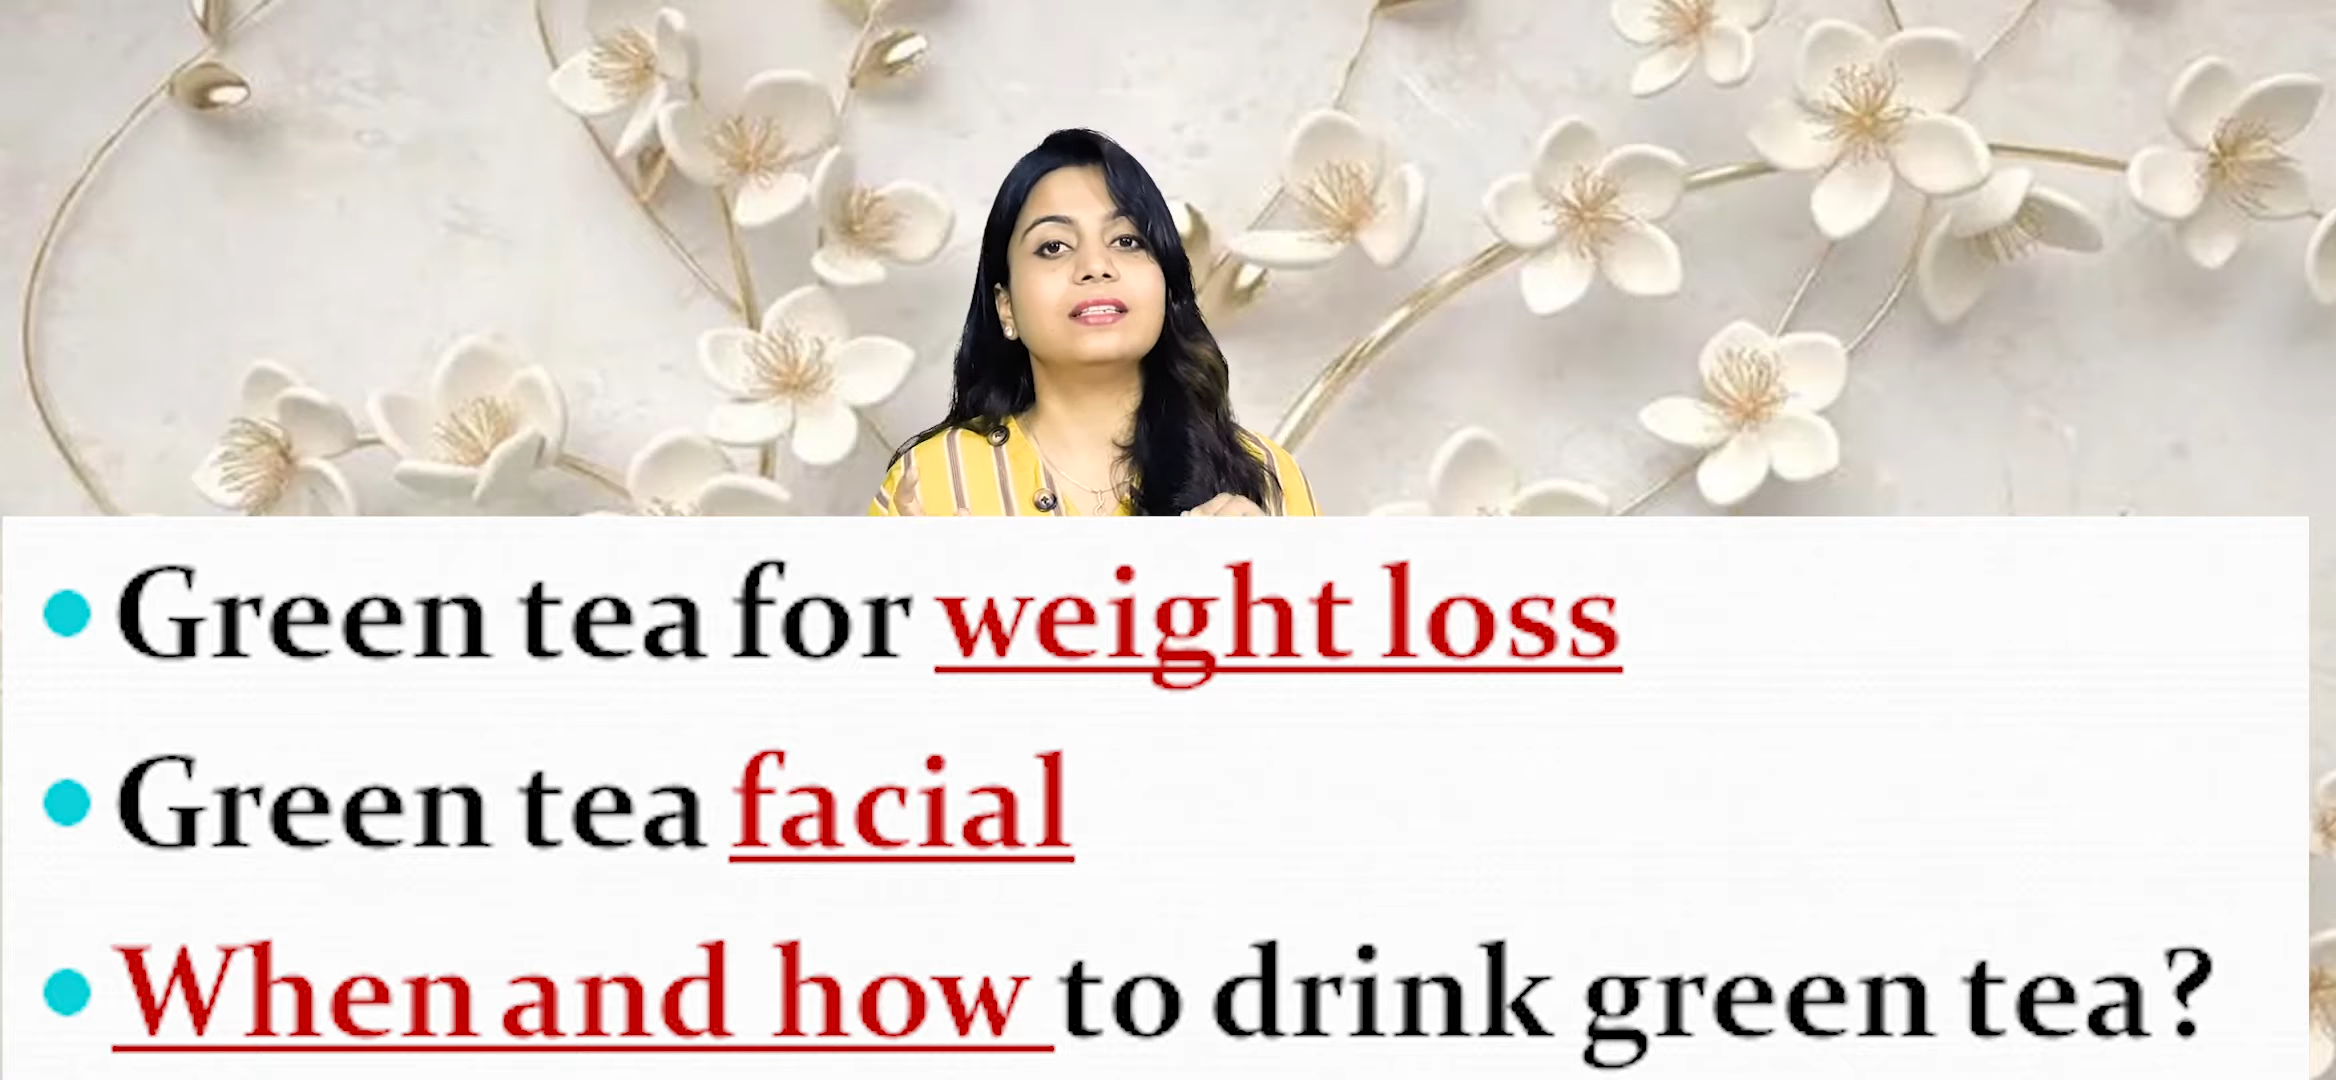 Green tea for weight loss
Green tea facial
When and how to drink green tea?